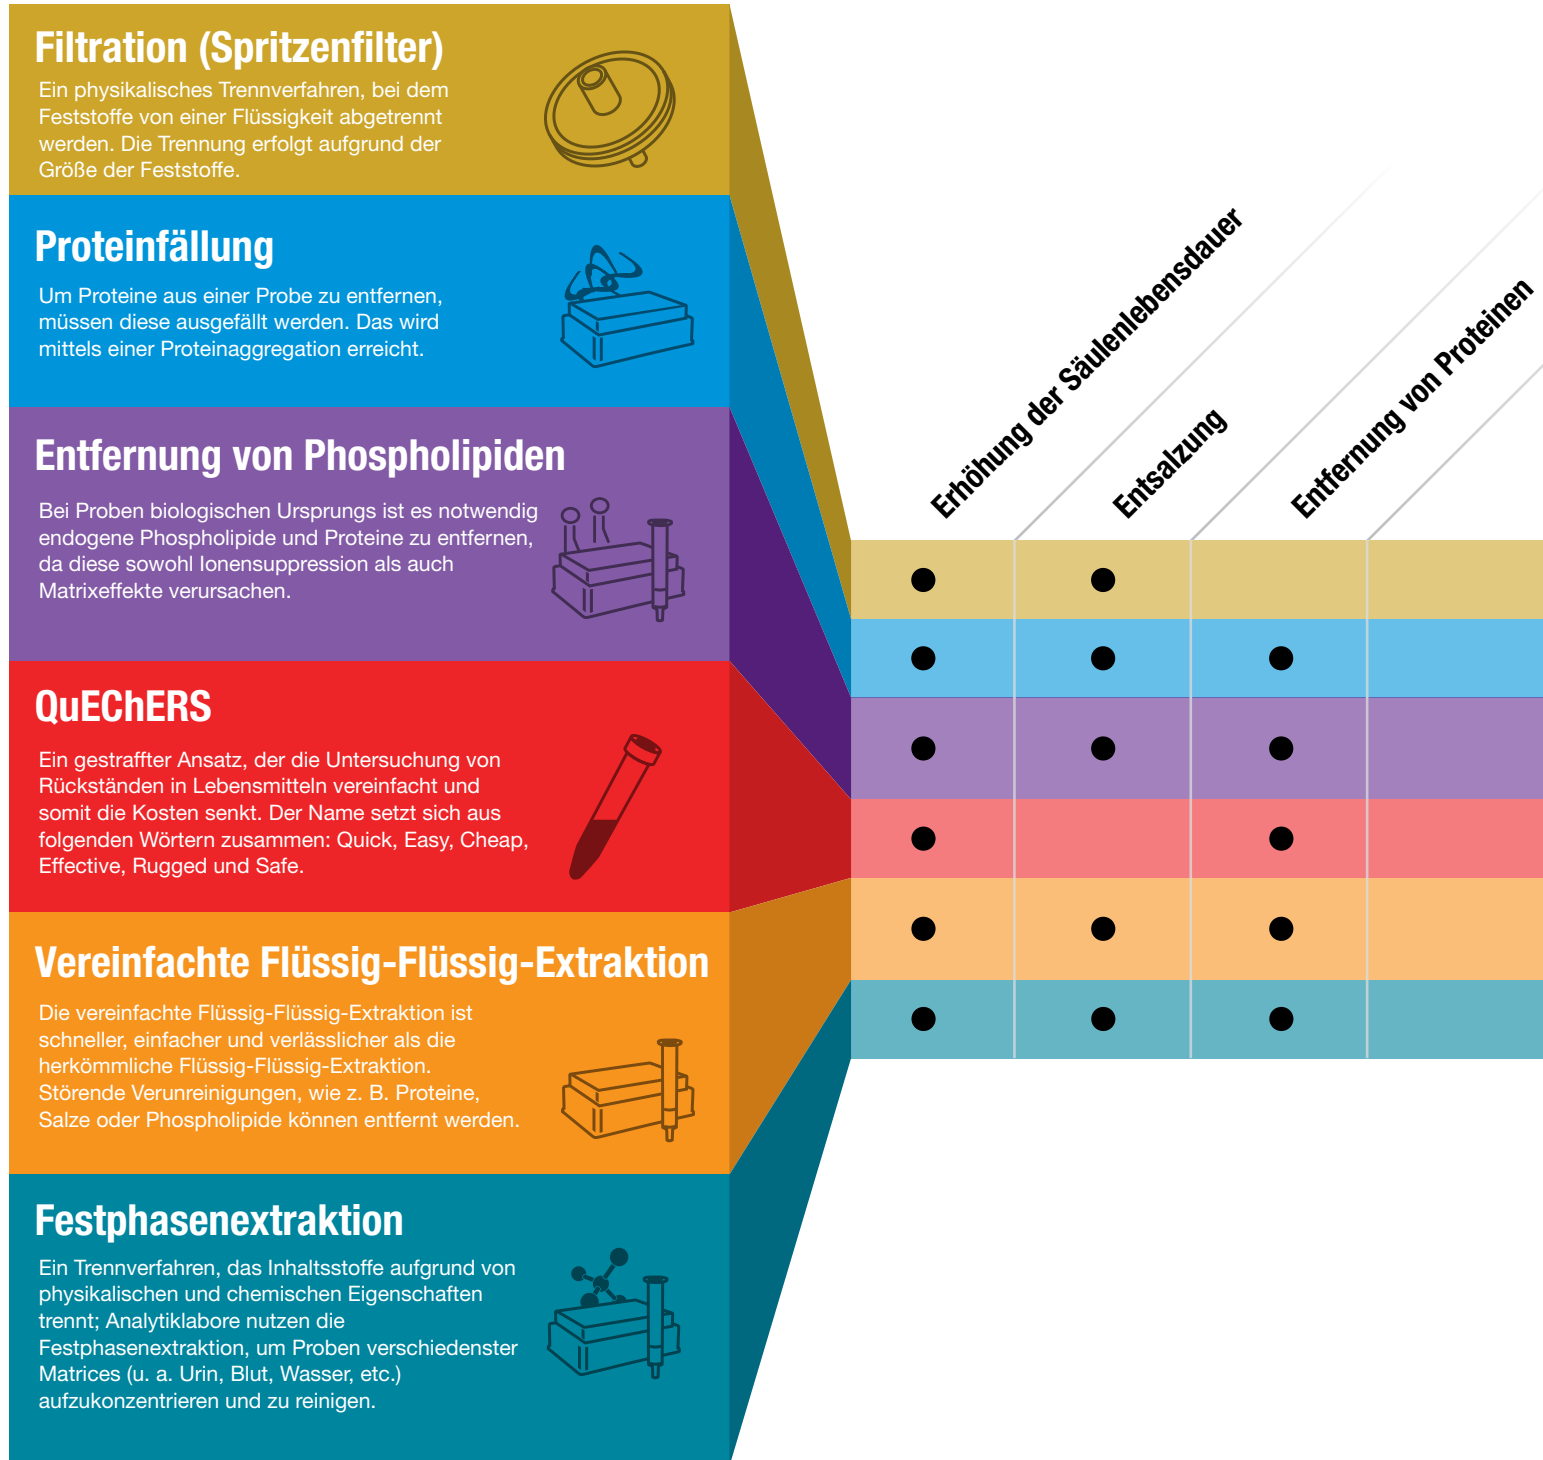 Filtration (Spritzenfilter)
Ein physikalisches Trennverfahren, bei dem
Feststoffe von einer Flüssigkeit abgetrennt
werden. Die Trennung erfolgt aufgrund der
Größe der Feststoffe.
Proteinfällung
Um Proteine aus einer Probe zu entfernen,
müssen diese ausgefällt werden. Das wird
mittels einer Proteinaggregation erreicht.
Entfernung von Phospholipiden
Bei Proben biologischen Ursprungs ist es notwendig
endogene Phospholipide und Proteine zu entfernen,
da diese sowohl Ionensuppression als auch
Matrixeffekte verursachen.
QuEChERS
Ein gestraffter Ansatz, der die Untersuchung von
Rückständen in Lebensmitteln vereinfacht und
somit die Kosten senkt. Der Name setzt sich aus
folgenden Wörtern zusammen: Quick, Easy, Cheap,
Effective, Rugged und Safe.
Vereinfachte Flüssig-Flüssig-Extraktion
Die vereinfachte Flüssig-Flüssig-Extraktion ist
schneller, einfacher und verlässlicher als die
herkömmliche Flüssig-Flüssig-Extraktion.
Störende Verunreinigungen, wie z. B. Proteine,
Salze oder Phospholipide können entfernt werden.
Festphasenextraktion
Ein Trennverfahren, das Inhaltsstoffe aufgrund von
physikalischen und chemischen Eigenschaften
trennt; Analytiklabore nutzen die
Festphasenextraktion, um Proben verschiedenster
Matrices (u. a. Urin, Blut, Wasser, etc.)
aufzukonzentrieren und zu reinigen.
Erhöhung der Säulenlebensdauer
Entsalzung
Entfernung von Proteinen